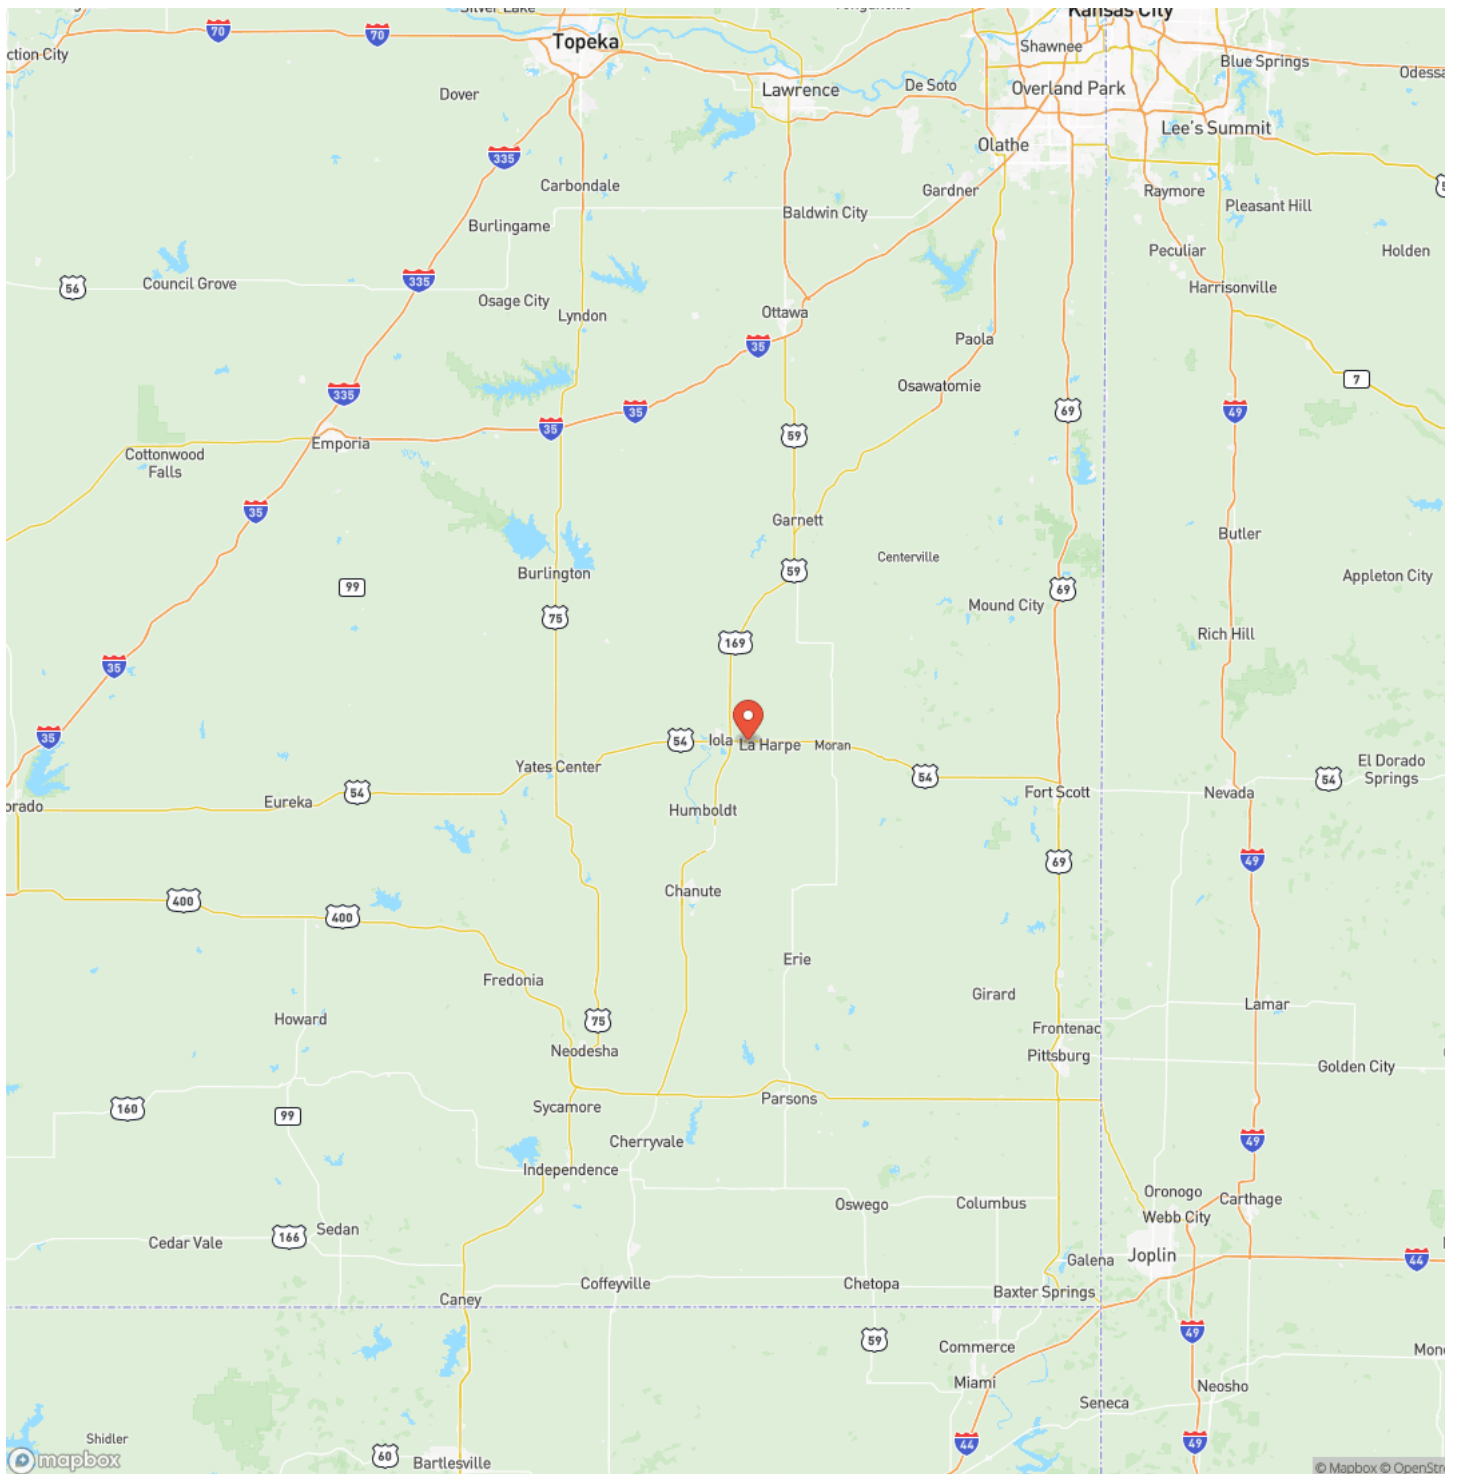 Silver Lake
Kansas City
70
70
Topeka
Shawnee
ction City
Blue Springs
Odessa
Dover
Lawrence
De Soto
Overland Park
Lee's Summit
335
Olathe
Carbondale
Gardner
Raymore
Baldwin City
Pleasant Hill
Burlingame
Peculiar
Holden
56
Council Grove
335
Harrisonville
Osage City
Lyndon
Ottawa
35
Paola
7
Osawatomie
335
35
69
49
35
59
Emporia
Cottonwood
Falls
35
Garnett
Butler
Centerville
59
Burlington
Appleton City
99
69
75
Mound City
Rich Hill
169
35
35
54
Iola
La Harpe
Moran
Yates Center
54
El Dorado
Springs
54
orado
Eureka
54
Fort Scott
Nevada
Humboldt
69
49
Chanute
400
400
Erie
Fredonia
Girard
Lamar
Howard
75
Frontenac
Neodesha
Pittsburg
Golden City
160
99
Sycamore
Parsons
49
Cherryvale
Independence
Oronogo
Carthage
Oswego
Columbus
Webb City
Sedan
166
Cedar Vale
Joplin
Galena
44
Coffeyville
Chetopa
Baxter Springs
Caney
59
49
Commerce
Mon
Miami
Neosho
Seneca
Shidler
44
49
60
Bartlesville
mapbox
© Mapbox © OpenStr